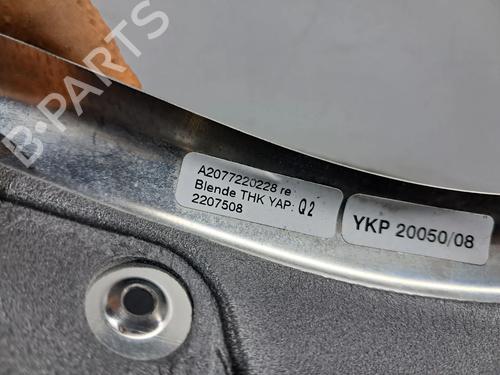 B-PARTS
A2077220228 re
Blende THK YAP: Q2
2207508
YKP 20050/08